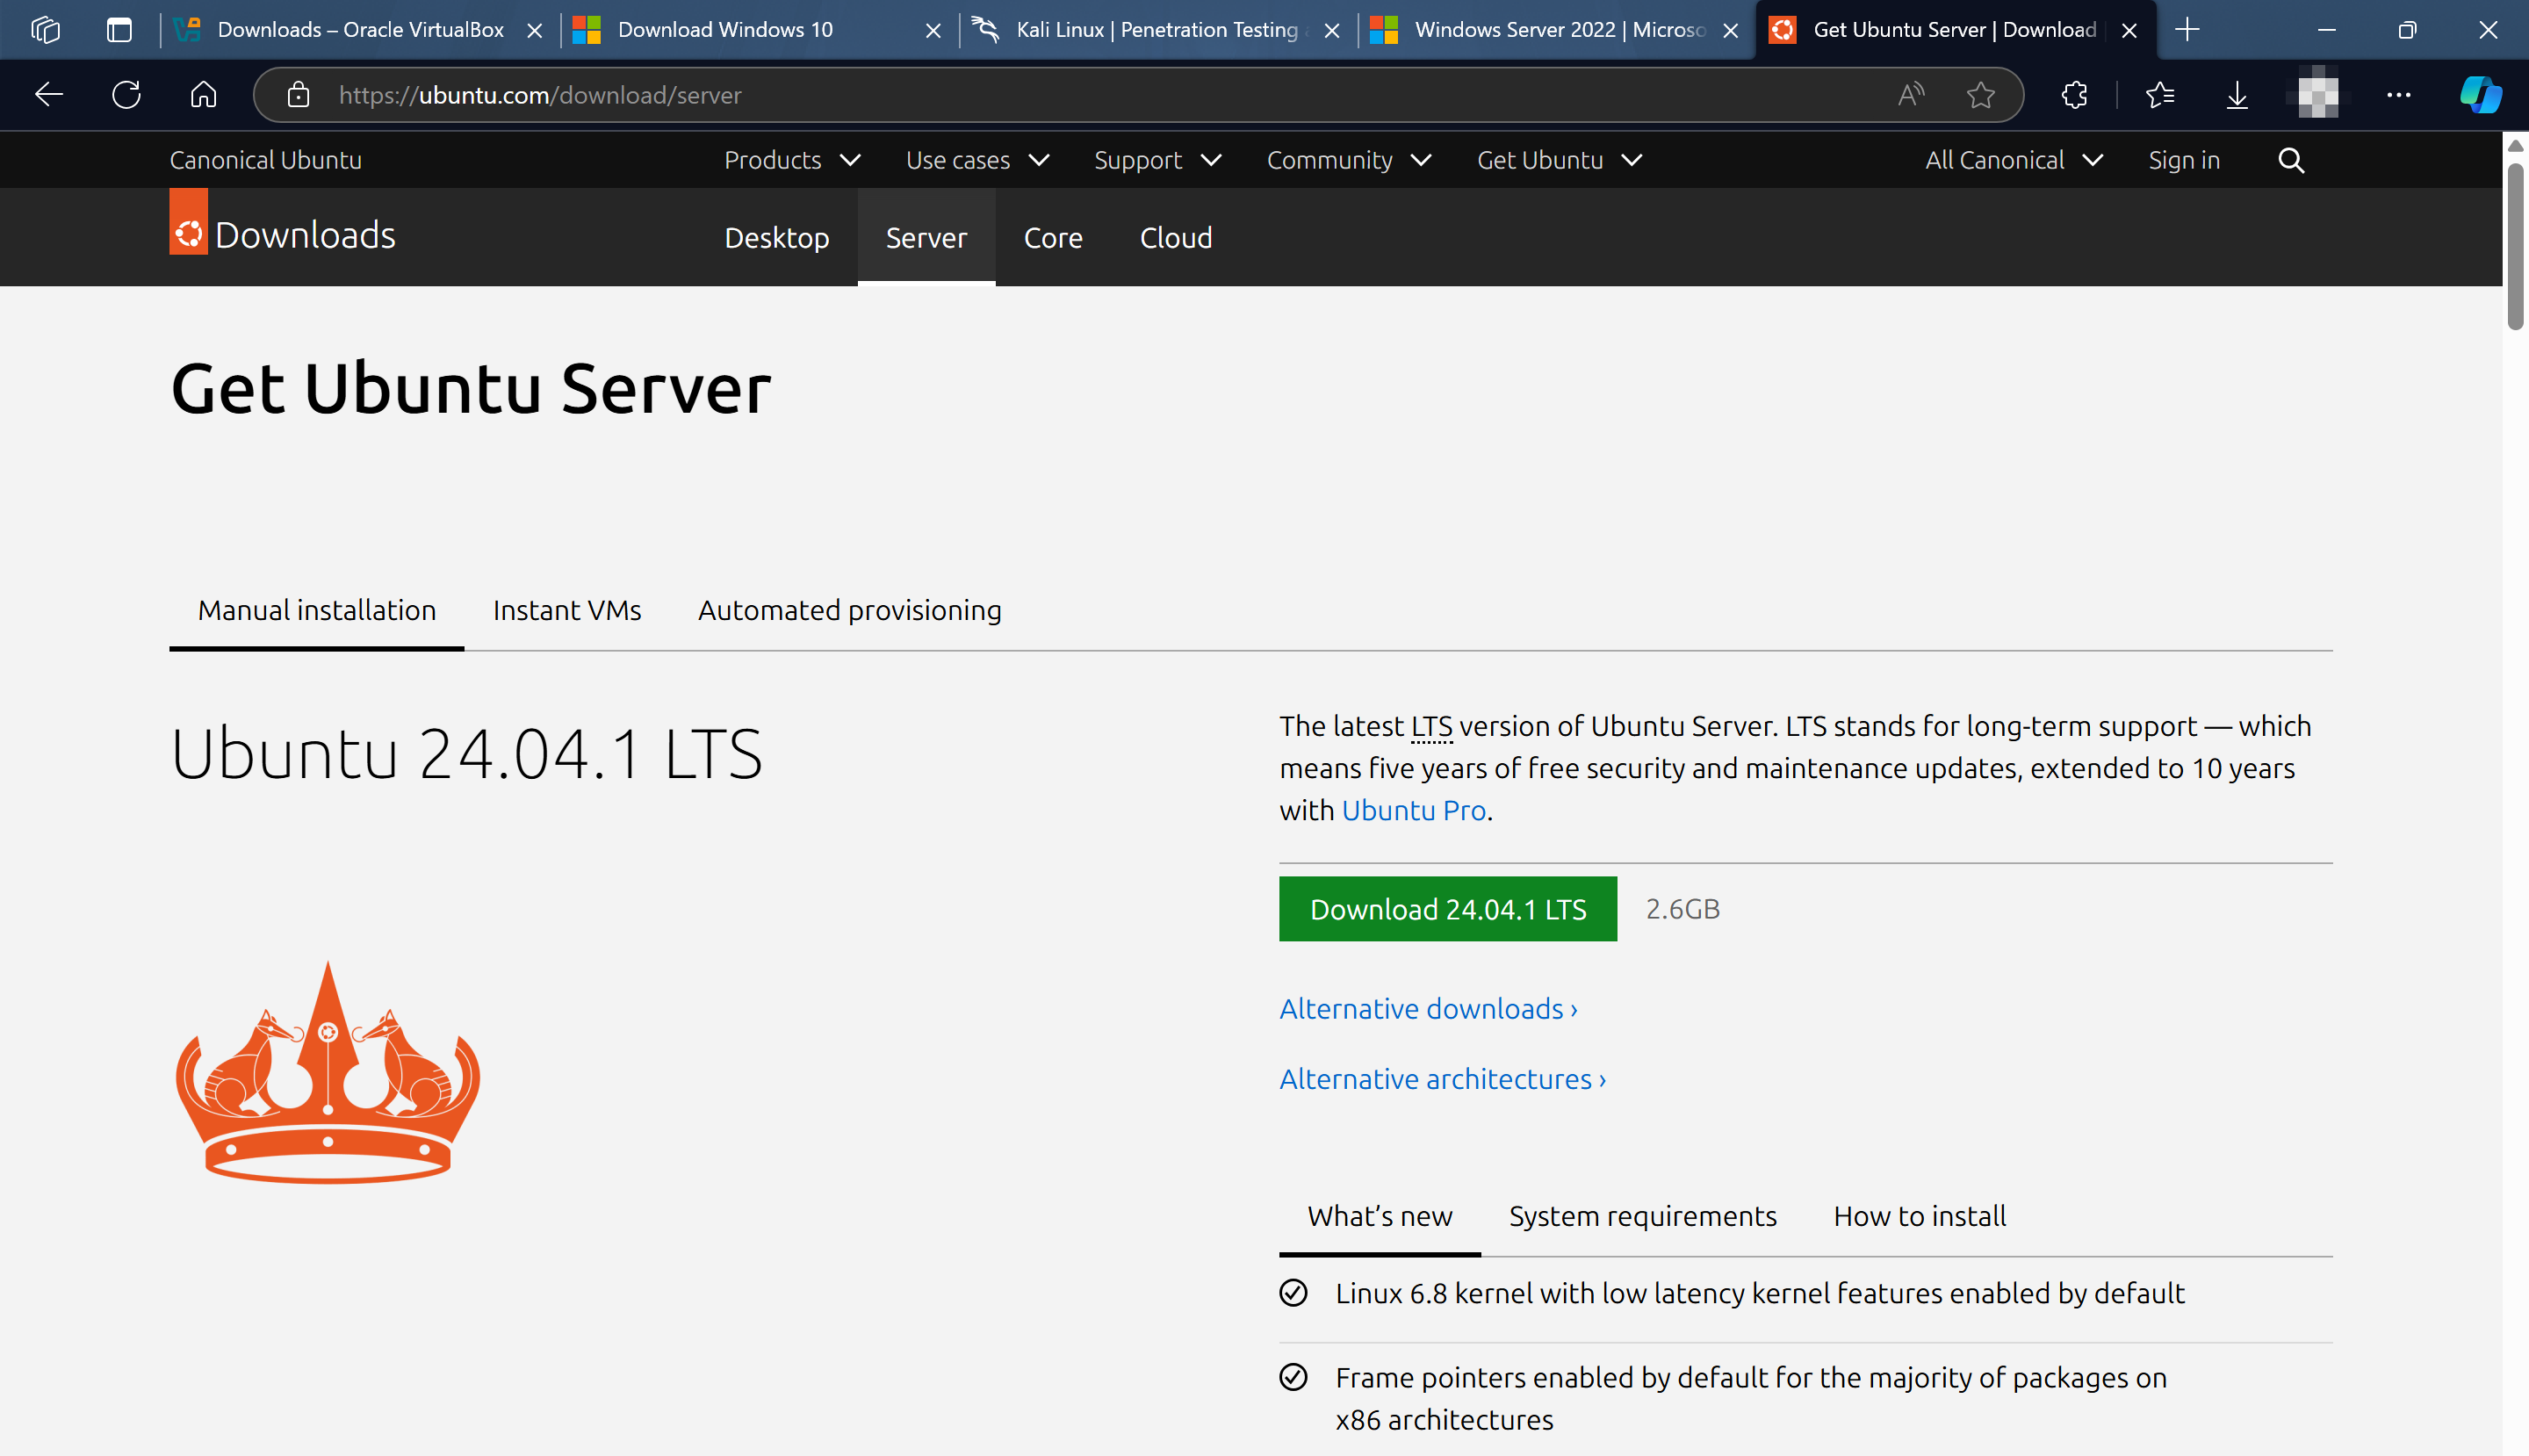 Downloads – Oracle VirtualBox
Download Windows 10
Kali Linux | Penetration Testing
Windows Server 2022 | Microso
Get Ubuntu Server | Download
https://ubuntu.com/download/server
Canonical Ubuntu
Products
Use cases
Support
Community
Get Ubuntu
All Canonical
Sign in
Downloads
Desktop
Server
Core
Cloud
Get Ubuntu Server
Manual installation
Instant VMs
Automated provisioning
Ubuntu 24.04.1 LTS
The latest LTS version of Ubuntu Server. LTS stands for long-term support — which
means five years of free security and maintenance updates, extended to 10 years
with Ubuntu Pro.
Download 24.04.1 LTS
2.6GB
Alternative downloads ›
Alternative architectures ›
What’s new
System requirements
How to install
Linux 6.8 kernel with low latency kernel features enabled by default
Frame pointers enabled by default for the majority of packages on
x86 architectures